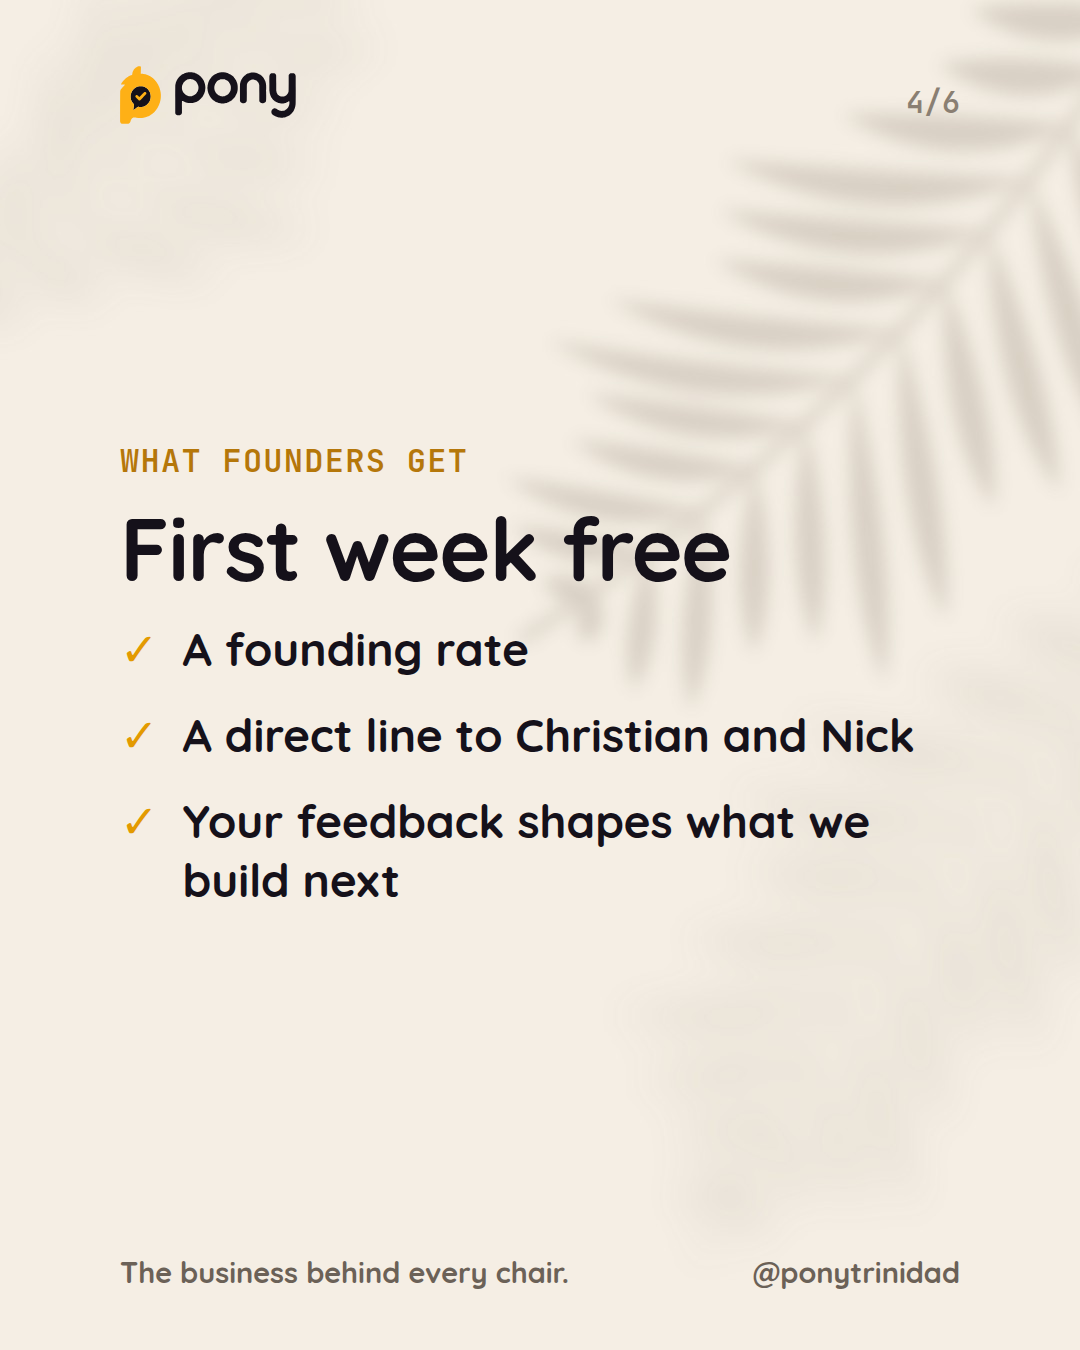 pony
4/6
WHAT FOUNDERS GET
First week free
✓ A founding rate
✓ A direct line to Christian and Nick
✓ Your feedback shapes what we
build next
The business behind every chair.
@ponytrinidad